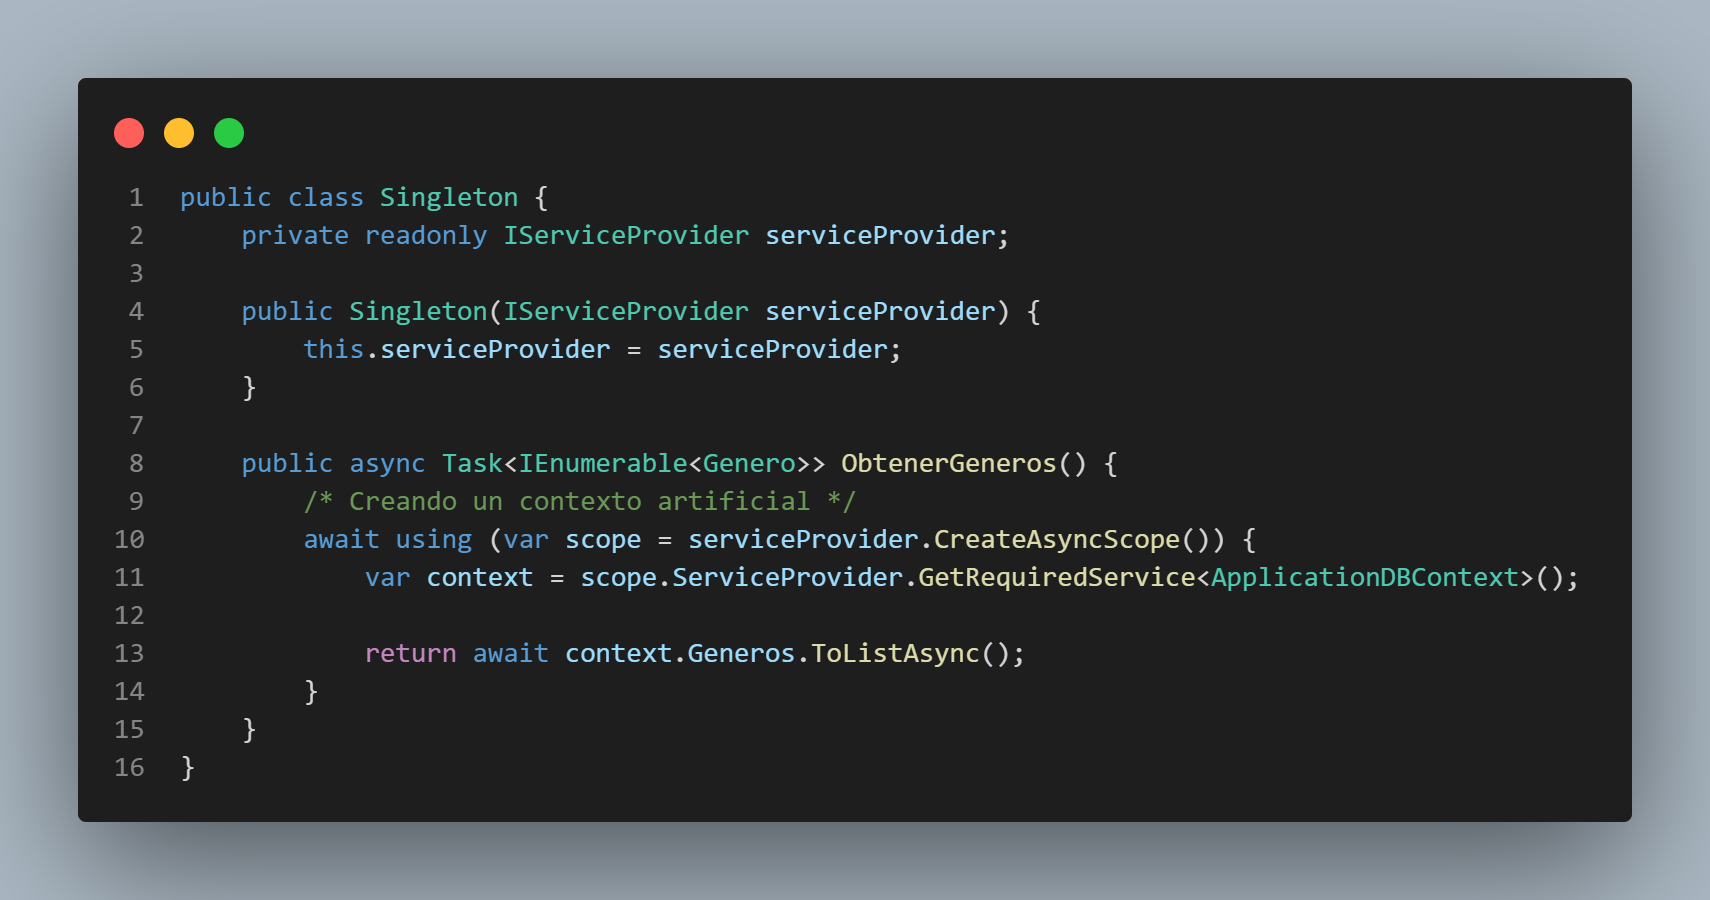 1 public class Singleton {
2     private readonly IServiceProvider serviceProvider;
3
4     public Singleton(IServiceProvider serviceProvider) {
5         this.serviceProvider = serviceProvider;
6     }
7
8     public async Task<IEnumerable<Genero>> ObtenerGeneros() {
9         /* Creando un contexto artificial */
10         await using (var scope = serviceProvider.CreateAsyncScope()) {
11             var context = scope.ServiceProvider.GetRequiredService<ApplicationDBContext>();
12
13             return await context.Generos.ToListAsync();
14         }
15     }
16 }